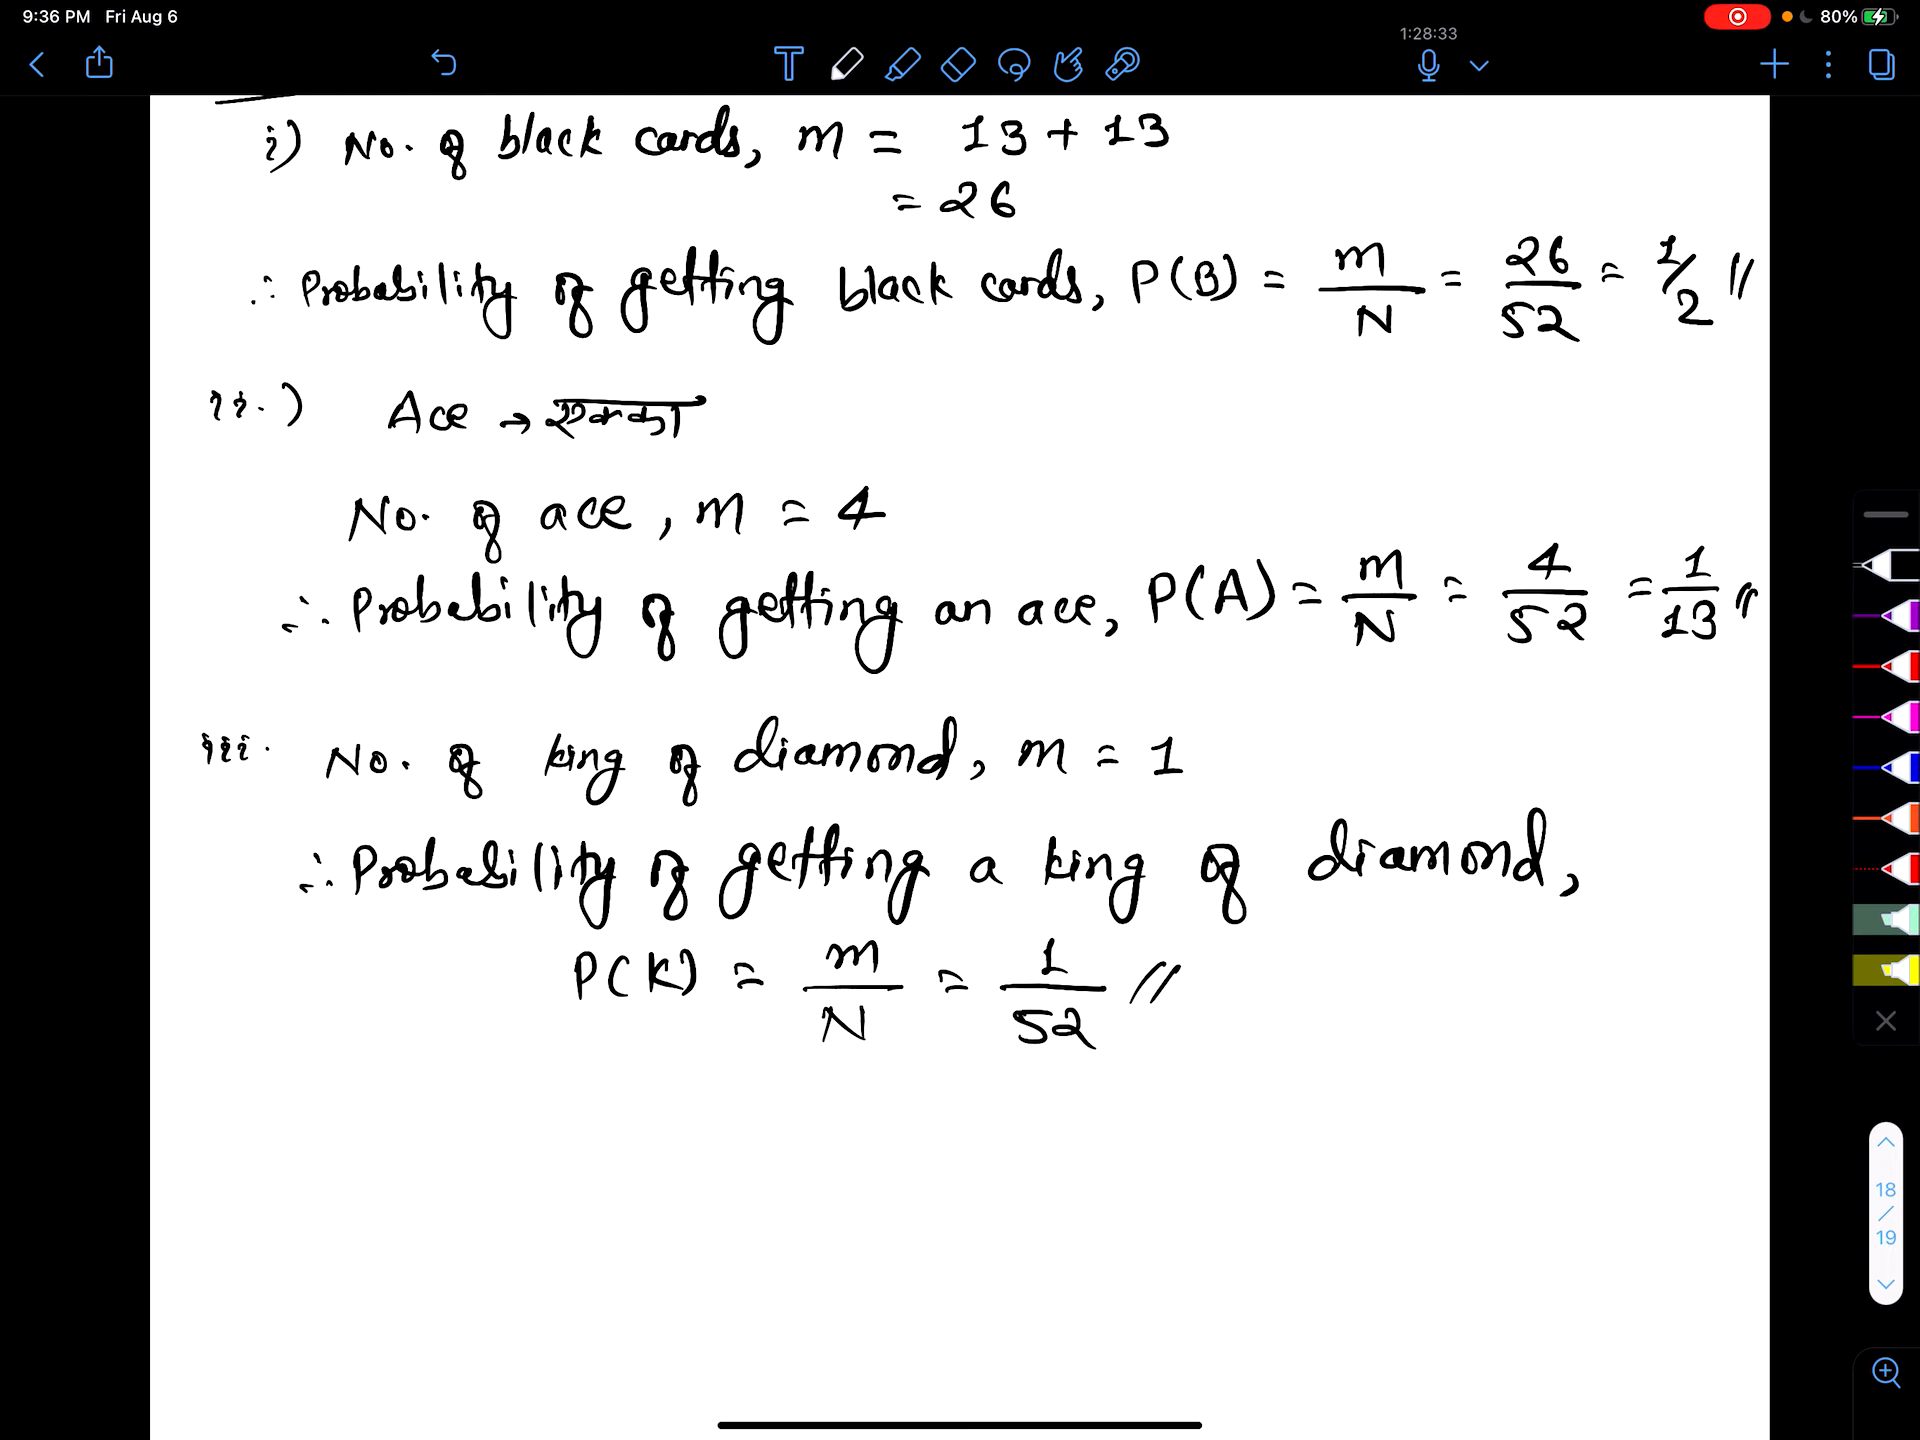 9:36 PM Fri Aug 6
80%
1:28:33
i) No. of black cards, m = 13 + 13
= 26
∴ Probability of getting black cards, P(B) = m/N = 26/52 = 1/2 //
ii.) Ace →
No. of ace, m = 4
∴ Probability of getting an ace, P(A) = m/N = 4/52 = 1/13 //
iii. No. of king of diamond, m = 1
∴ Probability of getting a king of diamond,
P(K) = m/N = 1/52 //
18
/
19